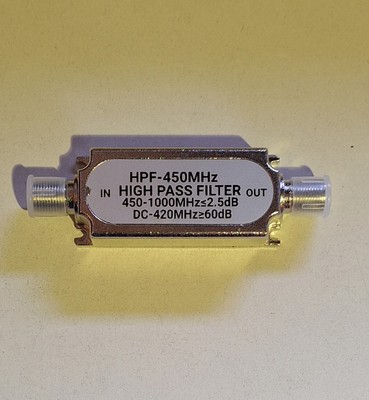 HPF-450MHz
IN HIGH PASS FILTER OUT
450-1000MHz≤2.5dB
DC-420MHz≥60dB